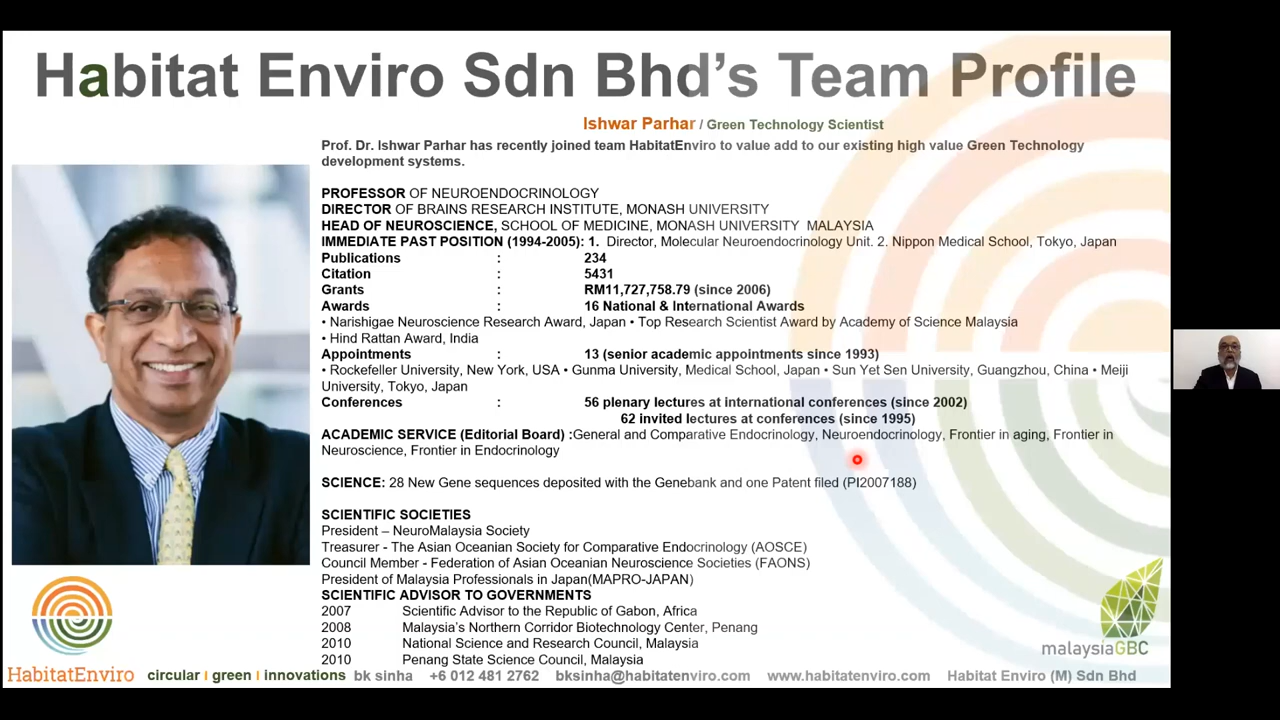 Habitat Enviro Sdn Bhd's Team Profile
Ishwar Parhar / Green Technology Scientist
Prof. Dr. Ishwar Parhar has recently joined team HabitatEnviro to value add to our existing high value Green Technology
development systems.
PROFESSOR OF NEUROENDOCRINOLOGY
DIRECTOR OF BRAINS RESEARCH INSTITUTE, MONASH UNIVERSITY
HEAD OF NEUROSCIENCE, SCHOOL OF MEDICINE, MONASH UNIVERSITY MALAYSIA
IMMEDIATE PAST POSITION (1994-2005): 1. Director, Molecular Neuroendocrinology Unit. 2. Nippon Medical School, Tokyo, Japan
Publications : 234
Citation : 5431
Grants : RM11,727,758.79 (since 2006)
Awards : 16 National & International Awards
• Narishigae Neuroscience Research Award, Japan • Top Research Scientist Award by Academy of Science Malaysia
• Hind Rattan Award, India
Appointments : 13 (senior academic appointments since 1993)
• Rockefeller University, New York, USA • Gunma University, Medical School, Japan • Sun Yet Sen University, Guangzhou, China • Meiji
University, Tokyo, Japan
Conferences : 56 plenary lectures at international conferences (since 2002)
62 invited lectures at conferences (since 1995)
ACADEMIC SERVICE (Editorial Board) :General and Comparative Endocrinology, Neuroendocrinology, Frontier in aging, Frontier in
Neuroscience, Frontier in Endocrinology
SCIENCE: 28 New Gene sequences deposited with the Genebank and one Patent filed (PI2007188)
SCIENTIFIC SOCIETIES
President – NeuroMalaysia Society
Treasurer - The Asian Oceanian Society for Comparative Endocrinology (AOSCE)
Council Member - Federation of Asian Oceanian Neuroscience Societies (FAONS)
President of Malaysia Professionals in Japan(MAPRO-JAPAN)
SCIENTIFIC ADVISOR TO GOVERNMENTS
2007 Scientific Advisor to the Republic of Gabon, Africa
2008 Malaysia's Northern Corridor Biotechnology Center, Penang
2010 National Science and Research Council, Malaysia
2010 Penang State Science Council, Malaysia
malaysiaGBC
HabitatEnviro circular I green I innovations bk sinha +6 012 481 2762 bksinha@habitatenviro.com www.habitatenviro.com Habitat Enviro (M) Sdn Bhd